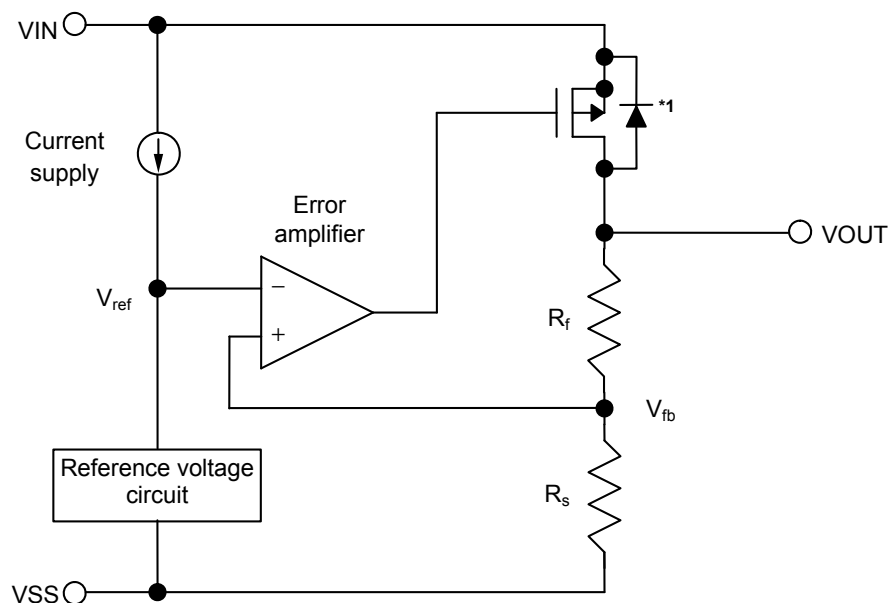 VIN
*1
Current
supply
Error
amplifier
VOUT
Vref
−
+
Rf
Vfb
Reference voltage
circuit
Rs
VSS